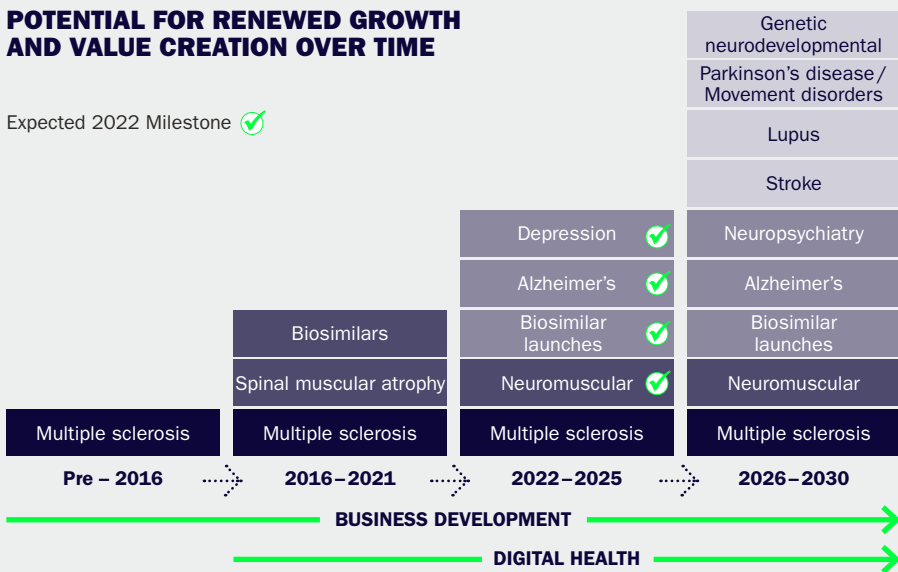 POTENTIAL FOR RENEWED GROWTH
AND VALUE CREATION OVER TIME
Expected 2022 Milestone
Genetic
neurodevelopmental
Parkinson's disease/
Movement disorders
Lupus
Stroke
Depression
Neuropsychiatry
Alzheimer's
Alzheimer's
Biosimilars
Biosimilar
launches
Biosimilar
launches
Spinal muscular atrophy
Neuromuscular
Neuromuscular
Multiple sclerosis
Multiple sclerosis
Multiple sclerosis
Multiple sclerosis
Pre – 2016
2016–2021
2022–2025
2026–2030
BUSINESS DEVELOPMENT
DIGITAL HEALTH